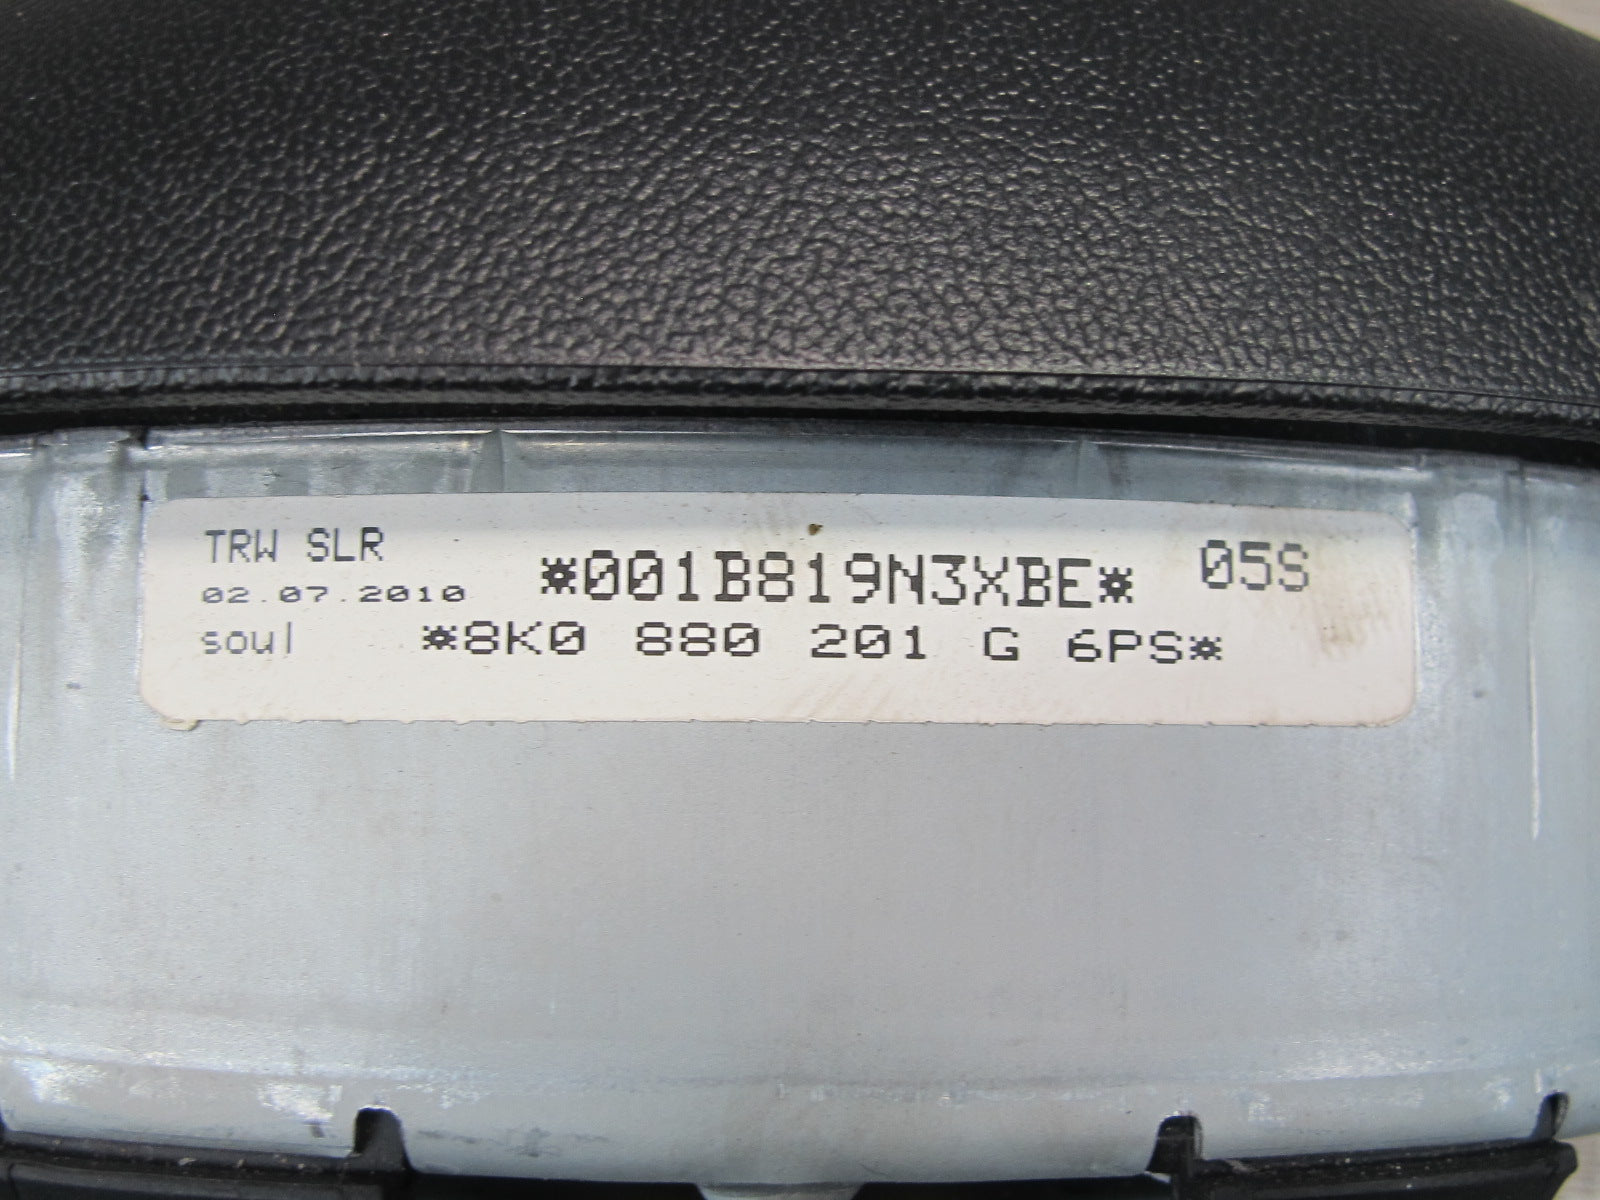 TRW SLR *001B819N3XBE* 05S
02.07.2010
soul *8K0 880 201 G 6PS*